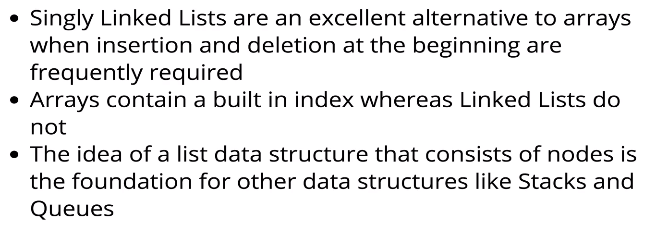 • Singly Linked Lists are an excellent alternative to arrays
when insertion and deletion at the beginning are
frequently required
• Arrays contain a built in index whereas Linked Lists do
not
• The idea of a list data structure that consists of nodes is
the foundation for other data structures like Stacks and
Queues